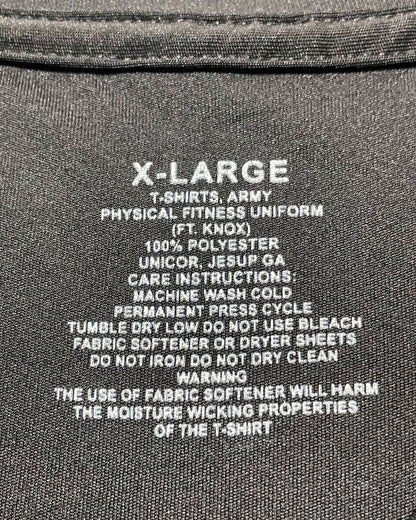 X-LARGE
T-SHIRTS, ARMY
PHYSICAL FITNESS UNIFORM
(FT. KNOX)
100% POLYESTER
UNICOR, JESUP GA
CARE INSTRUCTIONS:
MACHINE WASH COLD
PERMANENT PRESS CYCLE
TUMBLE DRY LOW DO NOT USE BLEACH
FABRIC SOFTENER OR DRYER SHEETS
DO NOT IRON DO NOT DRY CLEAN
WARNING
THE USE OF FABRIC SOFTENER WILL HARM
THE MOISTURE WICKING PROPERTIES
OF THE T-SHIRT